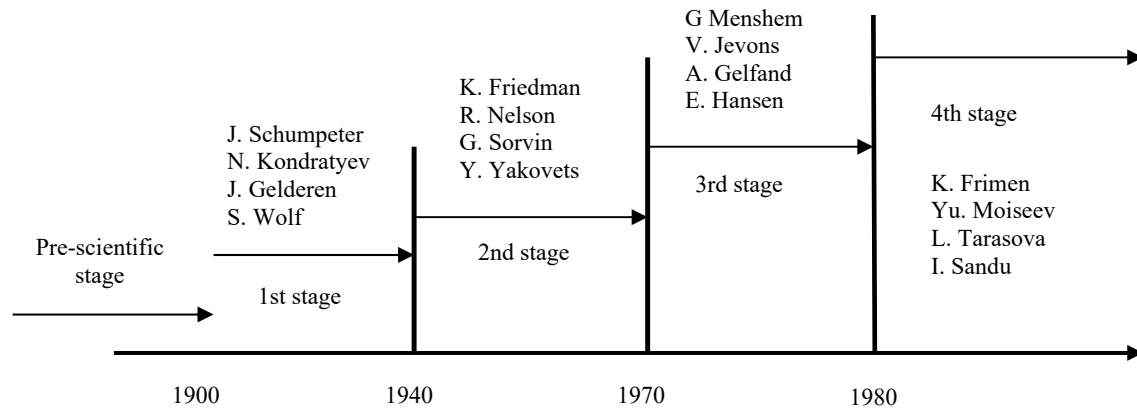 Pre-scientific
stage
J. Schumpeter
N. Kondratyev
J. Gelderen
S. Wolf
1st stage
K. Friedman
R. Nelson
G. Sorvin
Y. Yakovets
2nd stage
G Menshem
V. Jevons
A. Gelfand
E. Hansen
3rd stage
4th stage
K. Frimen
Yu. Moiseev
L. Tarasova
I. Sandu
1900
1940
1970
1980